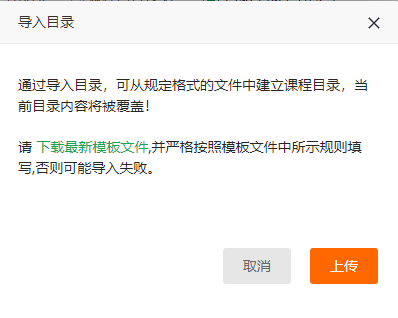 导入目录
通过导入目录，可从规定格式的文件中建立课程目录，当
前目录内容将被覆盖！
请 下载最新模板文件,并严格按照模板文件中所示规则填
写,否则可能导入失败。
取消 上传